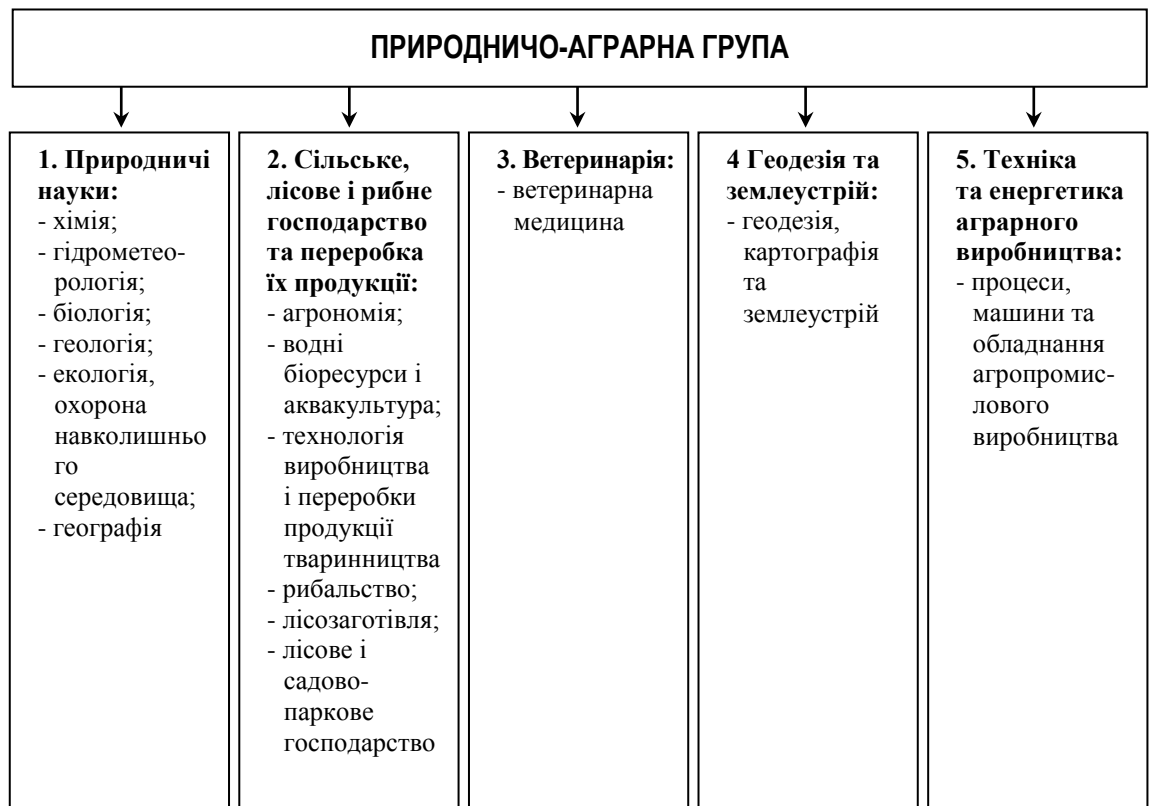 ПРИРОДНИЧО-АГРАРНА ГРУПА
1. Природничі
науки:
- хімія;
- гідрометео-
рологія;
- біологія;
- геологія;
- екологія,
охорона
навколишньо
го
середовища;
- географія
2. Сільське,
лісове і рибне
господарство
та переробка
їх продукції:
- агрономія;
- водні
біоресурси і
аквакультура;
- технологія
виробництва
і переробки
продукції
тваринництва
- рибальство;
- лісозаготівля;
- лісове і
садово-
паркове
господарство
3. Ветеринарія:
- ветеринарна
медицина
4 Геодезія та
землеустрій:
- геодезія,
картографія
та
землеустрій
5. Техніка
та енергетика
аграрного
виробництва:
- процеси,
машини та
обладнання
агропромис-
лового
виробництва